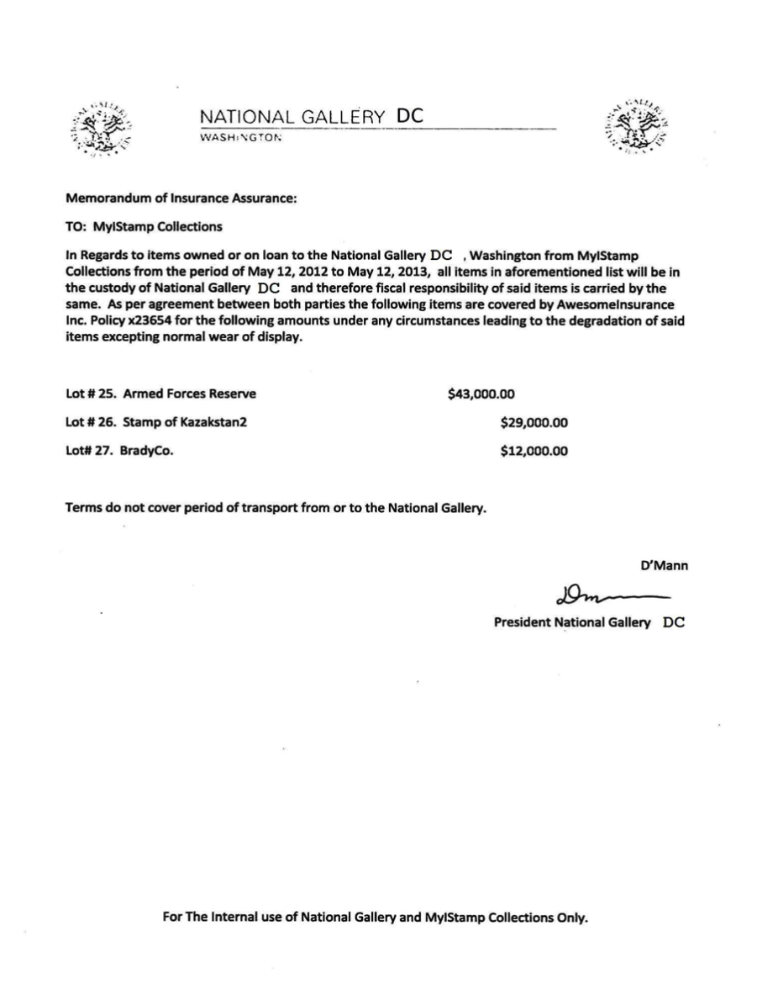 NATIONAL GALLERY DC
WASHINGTON
Memorandum of Insurance Assurance:
TO: MyIStamp Collections
In Regards to items owned or on loan to the National Gallery DC , Washington from MyIStamp
Collections from the period of May 12, 2012 to May 12, 2013, all items in aforementioned list will be in
the custody of National Gallery DC and therefore fiscal responsibility of said items is carried by the
same. As per agreement between both parties the following items are covered by AwesomeInsurance
Inc. Policy x23654 for the following amounts under any circumstances leading to the degradation of said
items excepting normal wear of display.
Lot # 25. Armed Forces Reserve $43,000.00
Lot # 26. Stamp of Kazakstan2 $29,000.00
Lot# 27. BradyCo. $12,000.00
Terms do not cover period of transport from or to the National Gallery.
D'Mann
President National Gallery DC
For The Internal use of National Gallery and MyIStamp Collections Only.